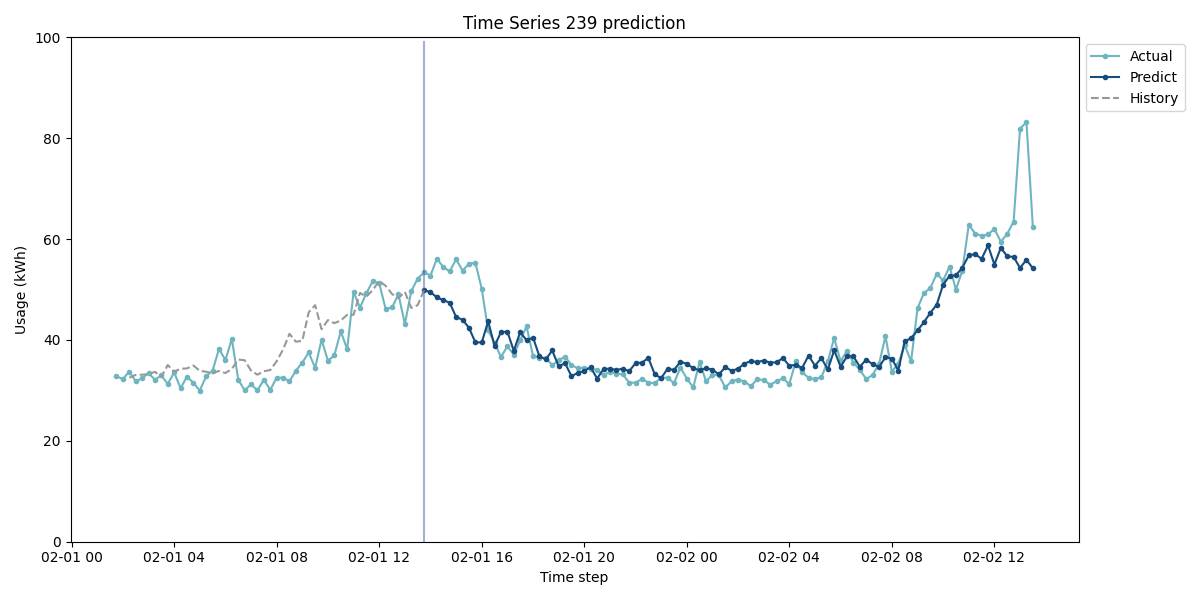 Time Series 239 prediction
100
80
60
40
20
0
Usage (kWh)
02-01 00 02-01 04 02-01 08 02-01 12 02-01 16 02-01 20 02-02 00 02-02 04 02-02 08 02-02 12
Time step
Actual
Predict
History